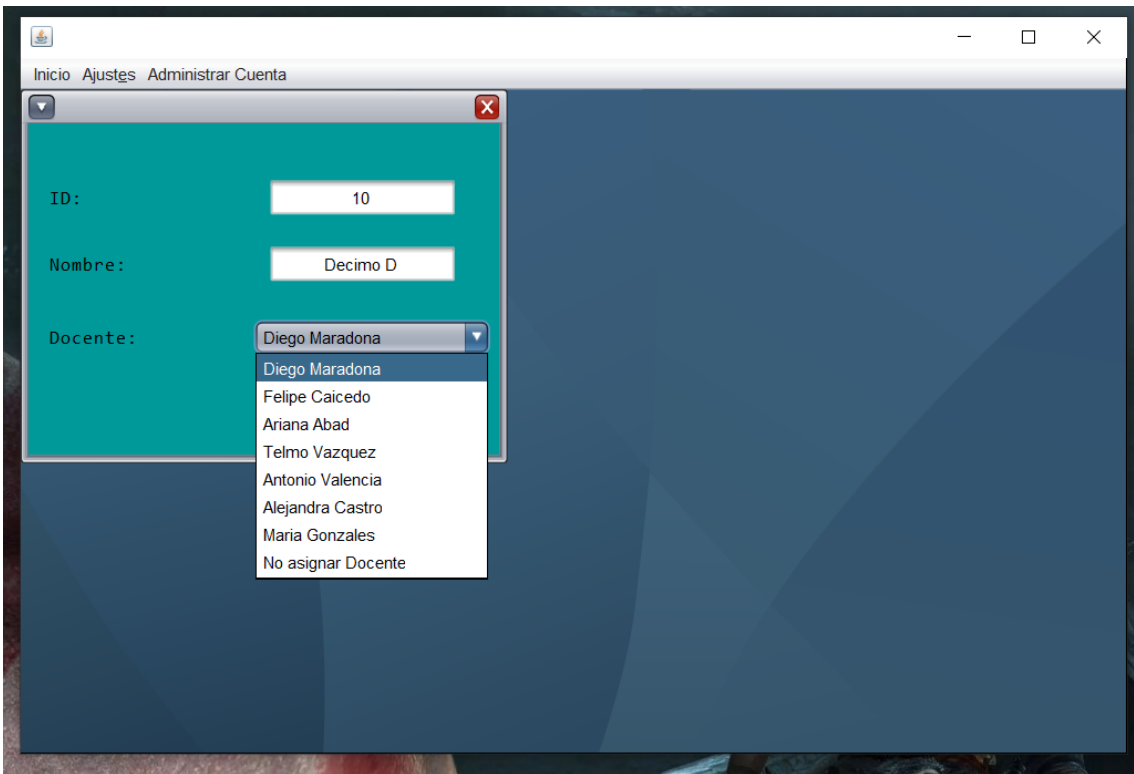 Inicio Ajustes Administrar Cuenta
ID: 10
Nombre: Decimo D
Docente: Diego Maradona
Diego Maradona
Felipe Caicedo
Ariana Abad
Telmo Vazquez
Antonio Valencia
Alejandra Castro
Maria Gonzales
No asignar Docente